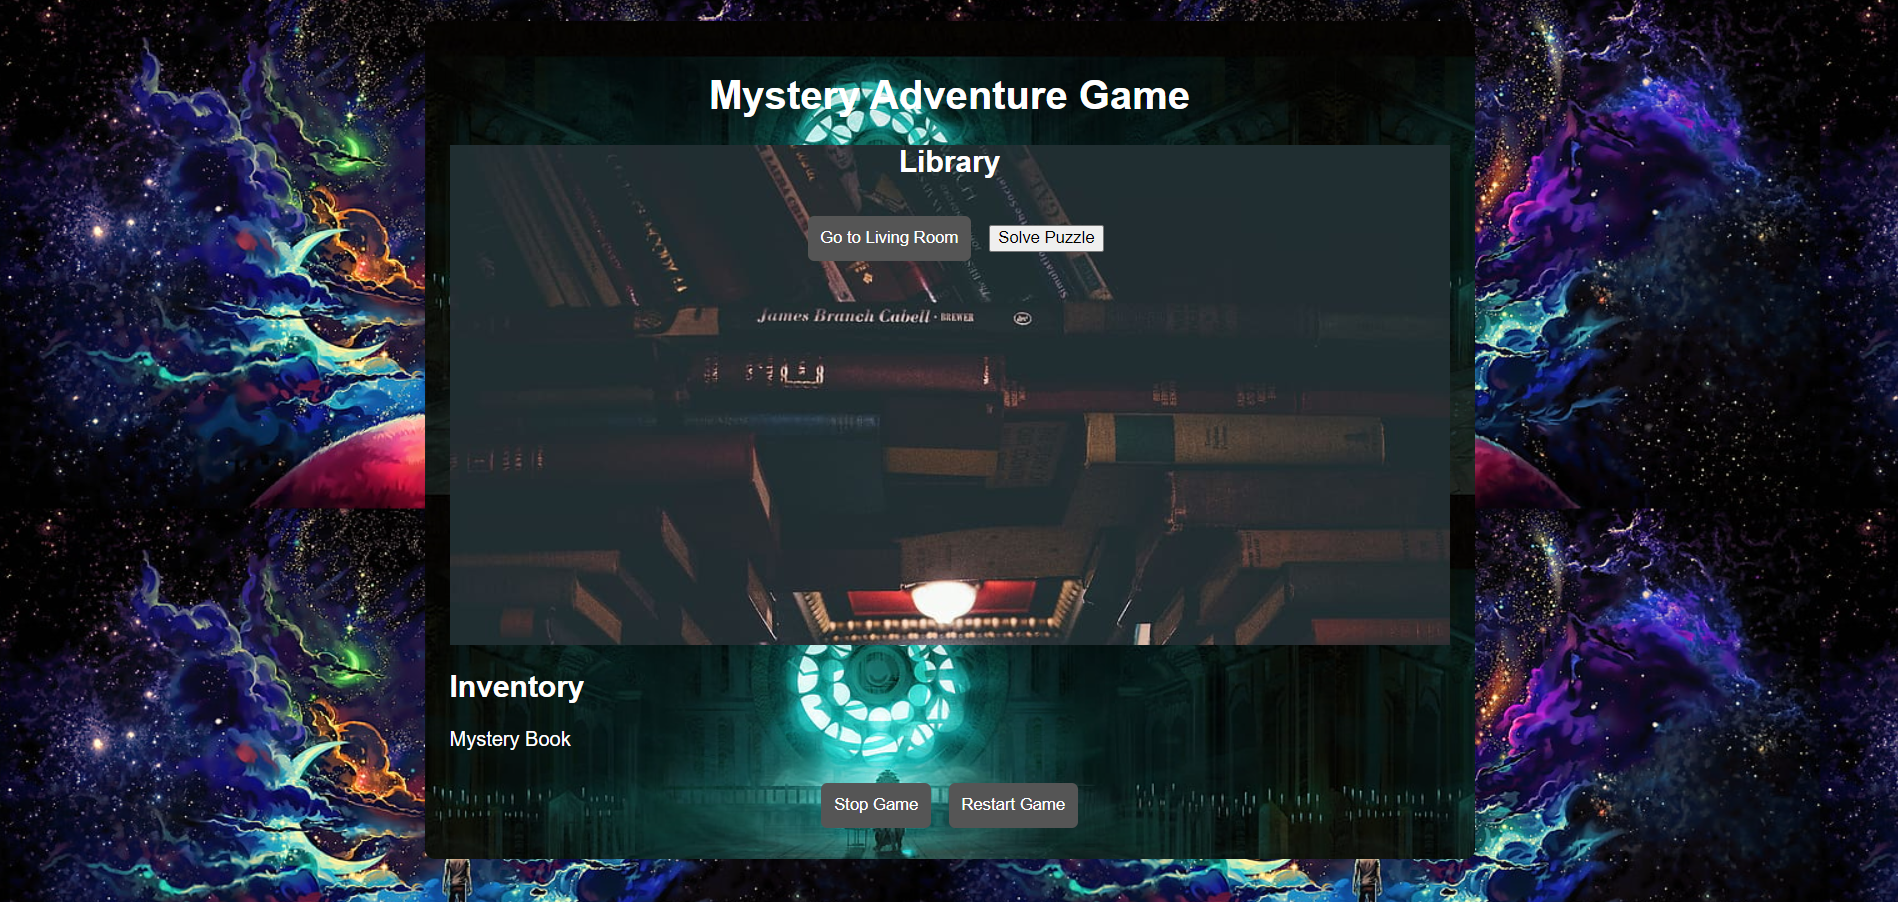 Mystery Adventure Game
Library
Go to Living Room
Solve Puzzle
James Branch Cabell · BREWER
Inventory
Mystery Book
Stop Game
Restart Game